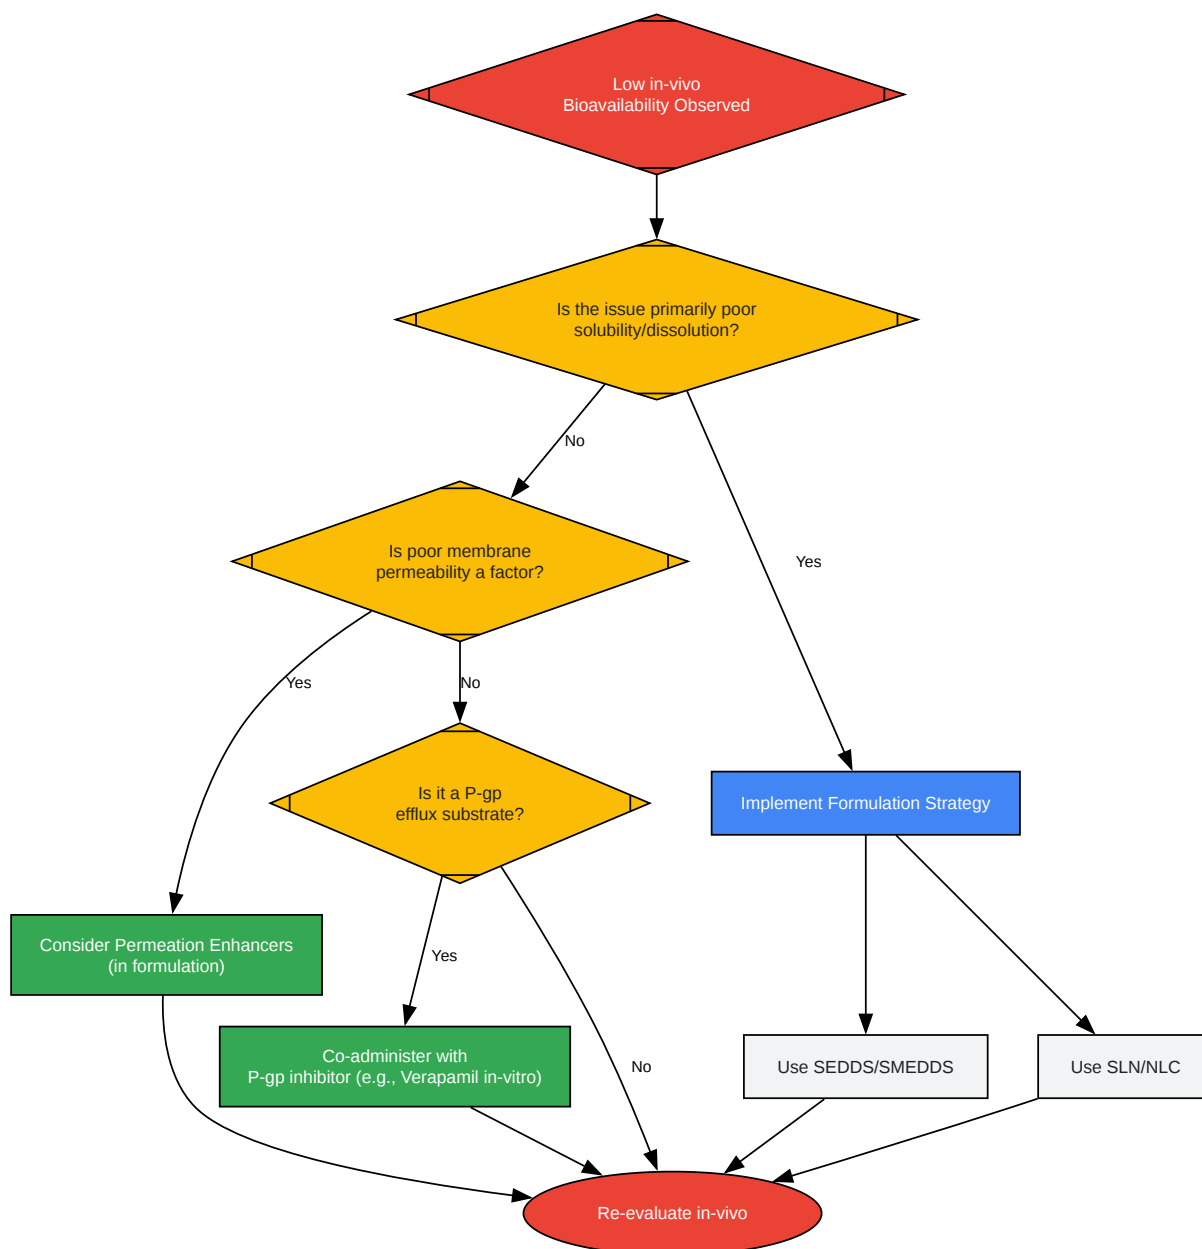 Low in-vivo
Bioavailability Observed
Is the issue primarily poor
solubility/dissolution?
No
Yes
Is poor membrane
permeability a factor?
Yes
No
Is it a P-gp
efflux substrate?
Implement Formulation Strategy
Consider Permeation Enhancers
(in formulation)
Yes
No
Co-administer with
P-gp inhibitor (e.g., Verapamil in-vitro)
Use SEDDS/SMEDDS
Use SLN/NLC
Re-evaluate in-vivo